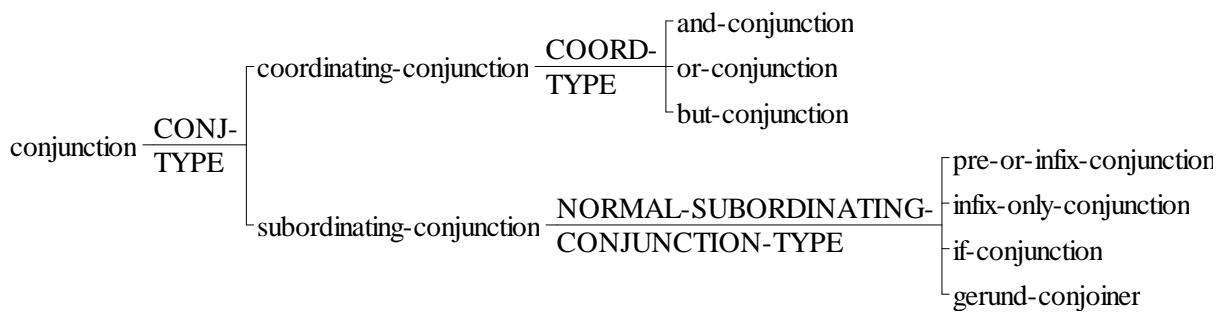 conjunction
CONJ-
TYPE
coordinating-conjunction
COORD-
TYPE
and-conjunction
or-conjunction
but-conjunction
subordinating-conjunction
NORMAL-SUBORDINATING-
CONJUNCTION-TYPE
pre-or-infix-conjunction
infix-only-conjunction
if-conjunction
gerund-conjoiner